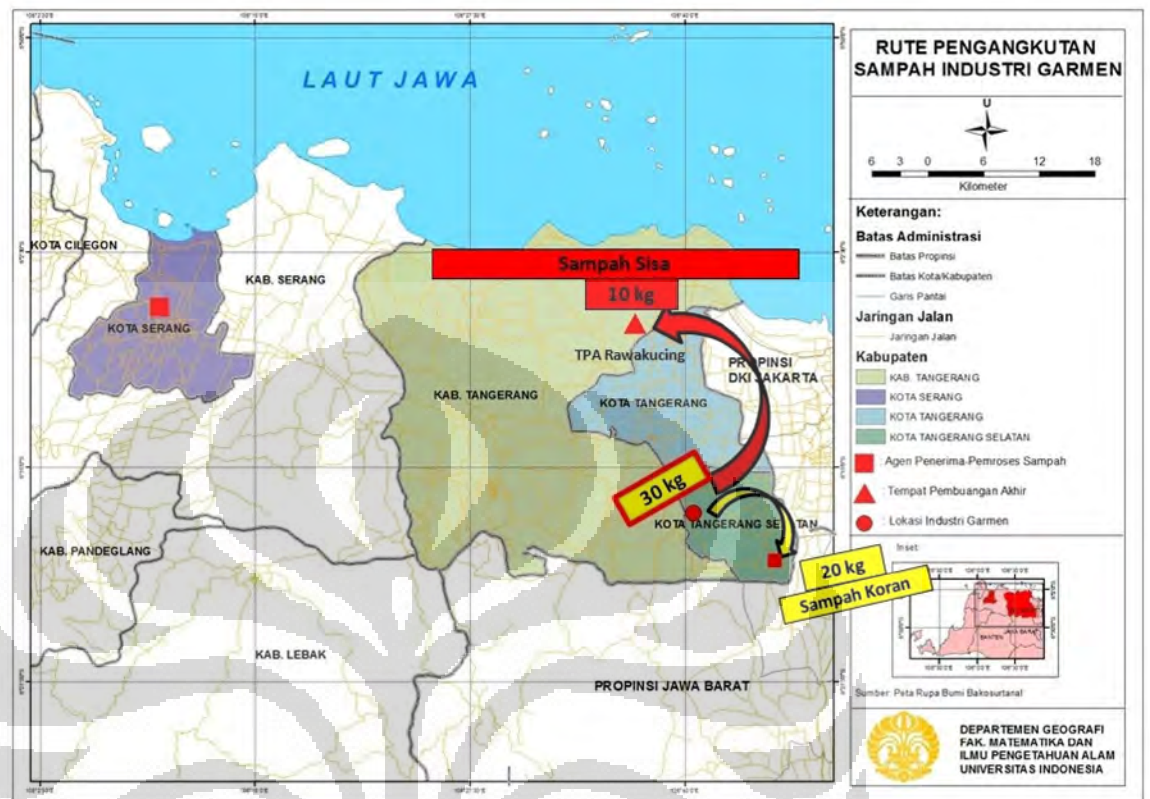 LAUT JAWA
KOTA CILEGON
KAB. SERANG
KOTA SERANG
Sampah Sisa
10 kg
TPA Rawakucing
PROPINSI
DKI JAKARTA
KAB. TANGERANG
KOTA TANGERANG
30 kg
KOTA TANGERANG SE TAN
20 kg
Sampah Koran
KAB. PANDEGLANG
KAB. LEBAK
PROPINSI JAWA BARAT
RUTE PENGANGKUTAN
SAMPAH INDUSTRI GARMEN
U
6 3 0 6 12 18
Kilometer
Keterangan:
Batas Administrasi
Batas Propinsi
Batas Kota/Kabupaten
Garis Pantai
Jaringan Jalan
Jaringan Jalan
Kabupaten
KAB. TANGERANG
KOTA SERANG
KOTA TANGERANG
KOTA TANGERANG SELATAN
: Agen Penerima-Pemroses Sampah
: Tempat Pembuangan Akhir
: Lokasi Industri Garmen
Inset:
BANTEN
JAWA BARAT
Sumber: Peta Rupa Bumi Bakosurtanal
DEPARTEMEN GEOGRAFI
FAK. MATEMATIKA DAN
ILMU PENGETAHUAN ALAM
UNIVERSITAS INDONESIA